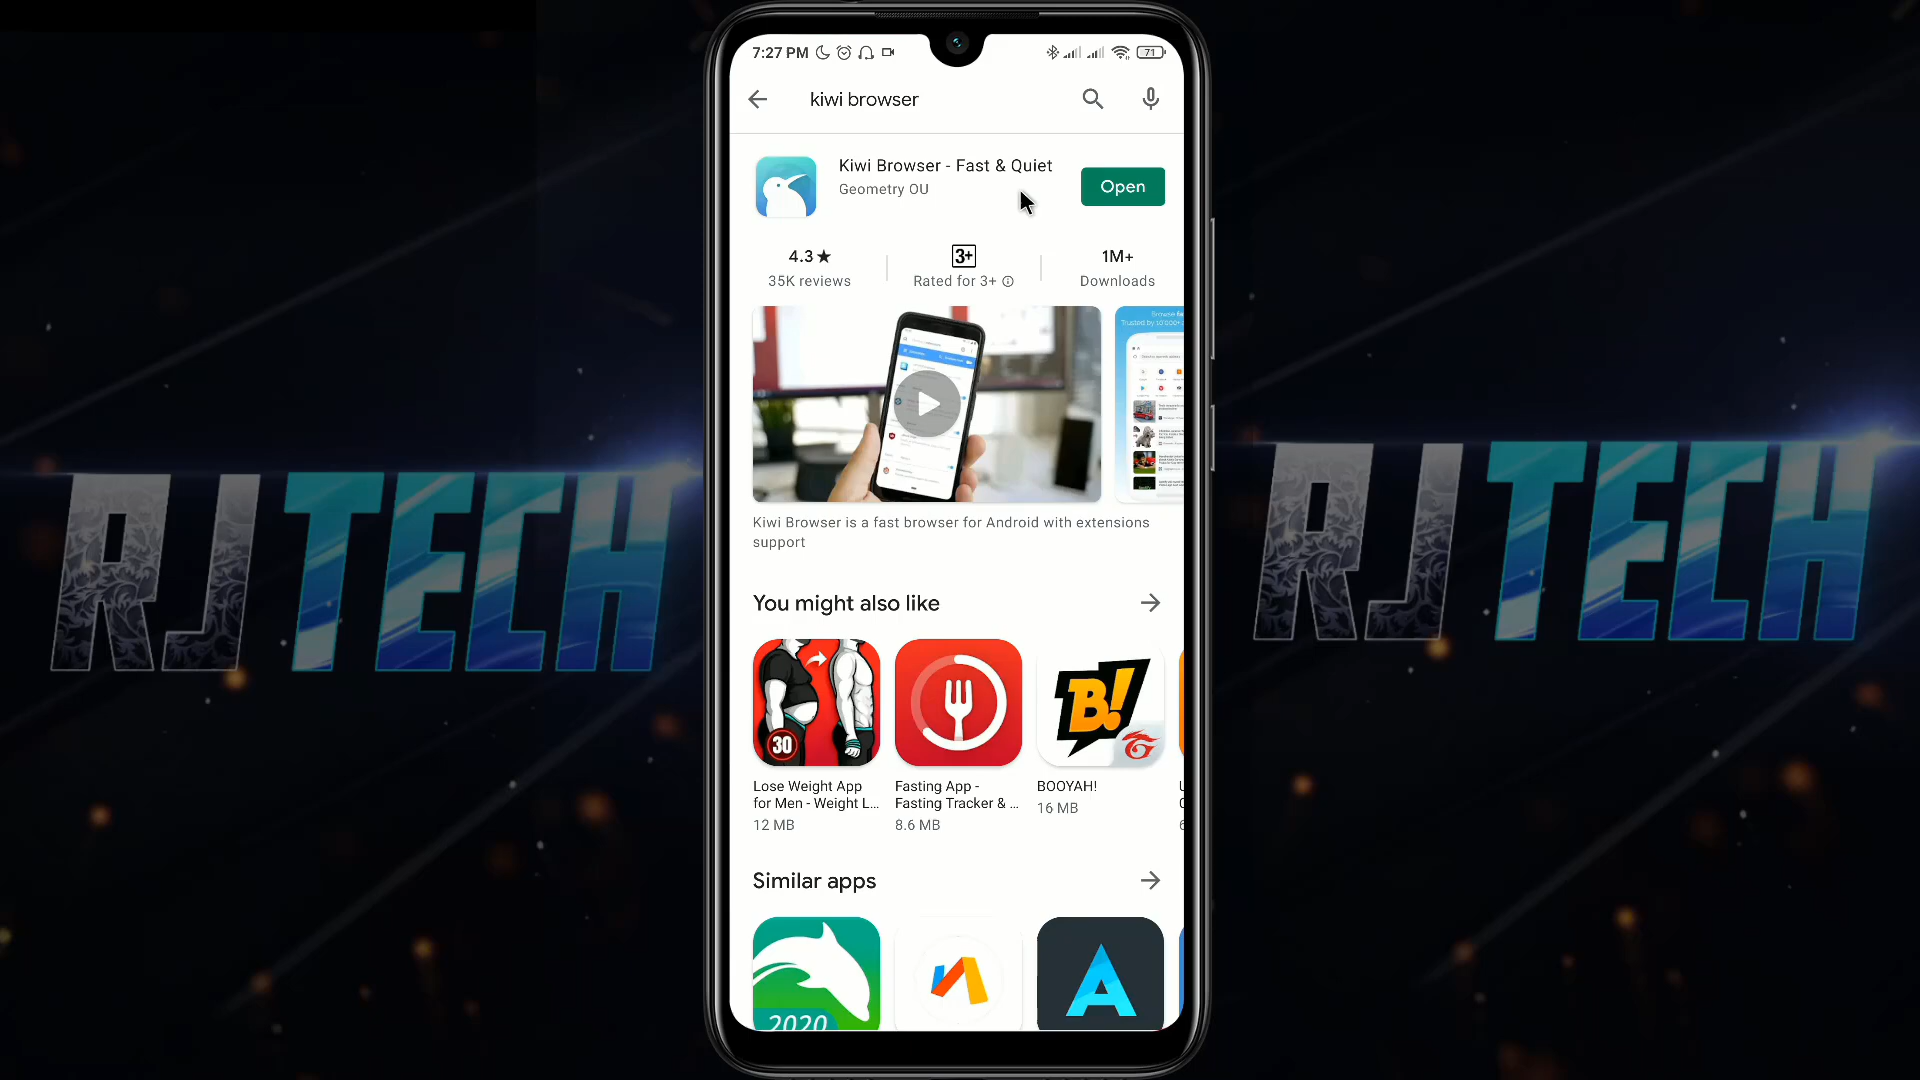 7:27 PM
71
kiwi browser
Kiwi Browser - Fast & Quiet
Geometry OU
Open
4.3★
3+
1M+
35K reviews
Rated for 3+
Downloads
Kiwi Browser is a fast browser for Android with extensions
support
You might also like
30
B!
Lose Weight App
for Men - Weight L...
12 MB
Fasting App -
Fasting Tracker & ...
8.6 MB
BOOYAH!
16 MB
Similar apps
2020
RJ TECH
RJ TECH